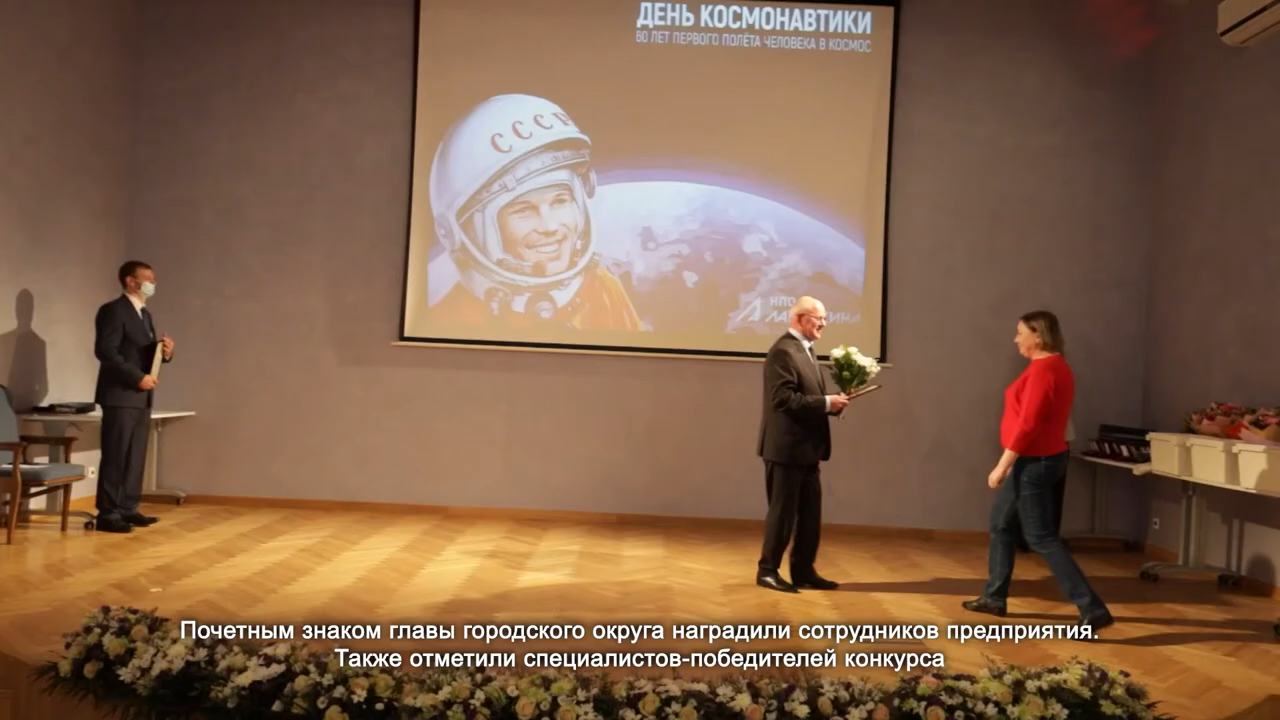 ДЕНЬ КОСМОНАВТИКИ
60 ЛЕТ ПЕРВОГО ПОЛЁТА ЧЕЛОВЕКА В КОСМОС
СССР
НПО
Почетным знаком главы городского округа наградили сотрудников предприятия.
Также отметили специалистов-победителей конкурса